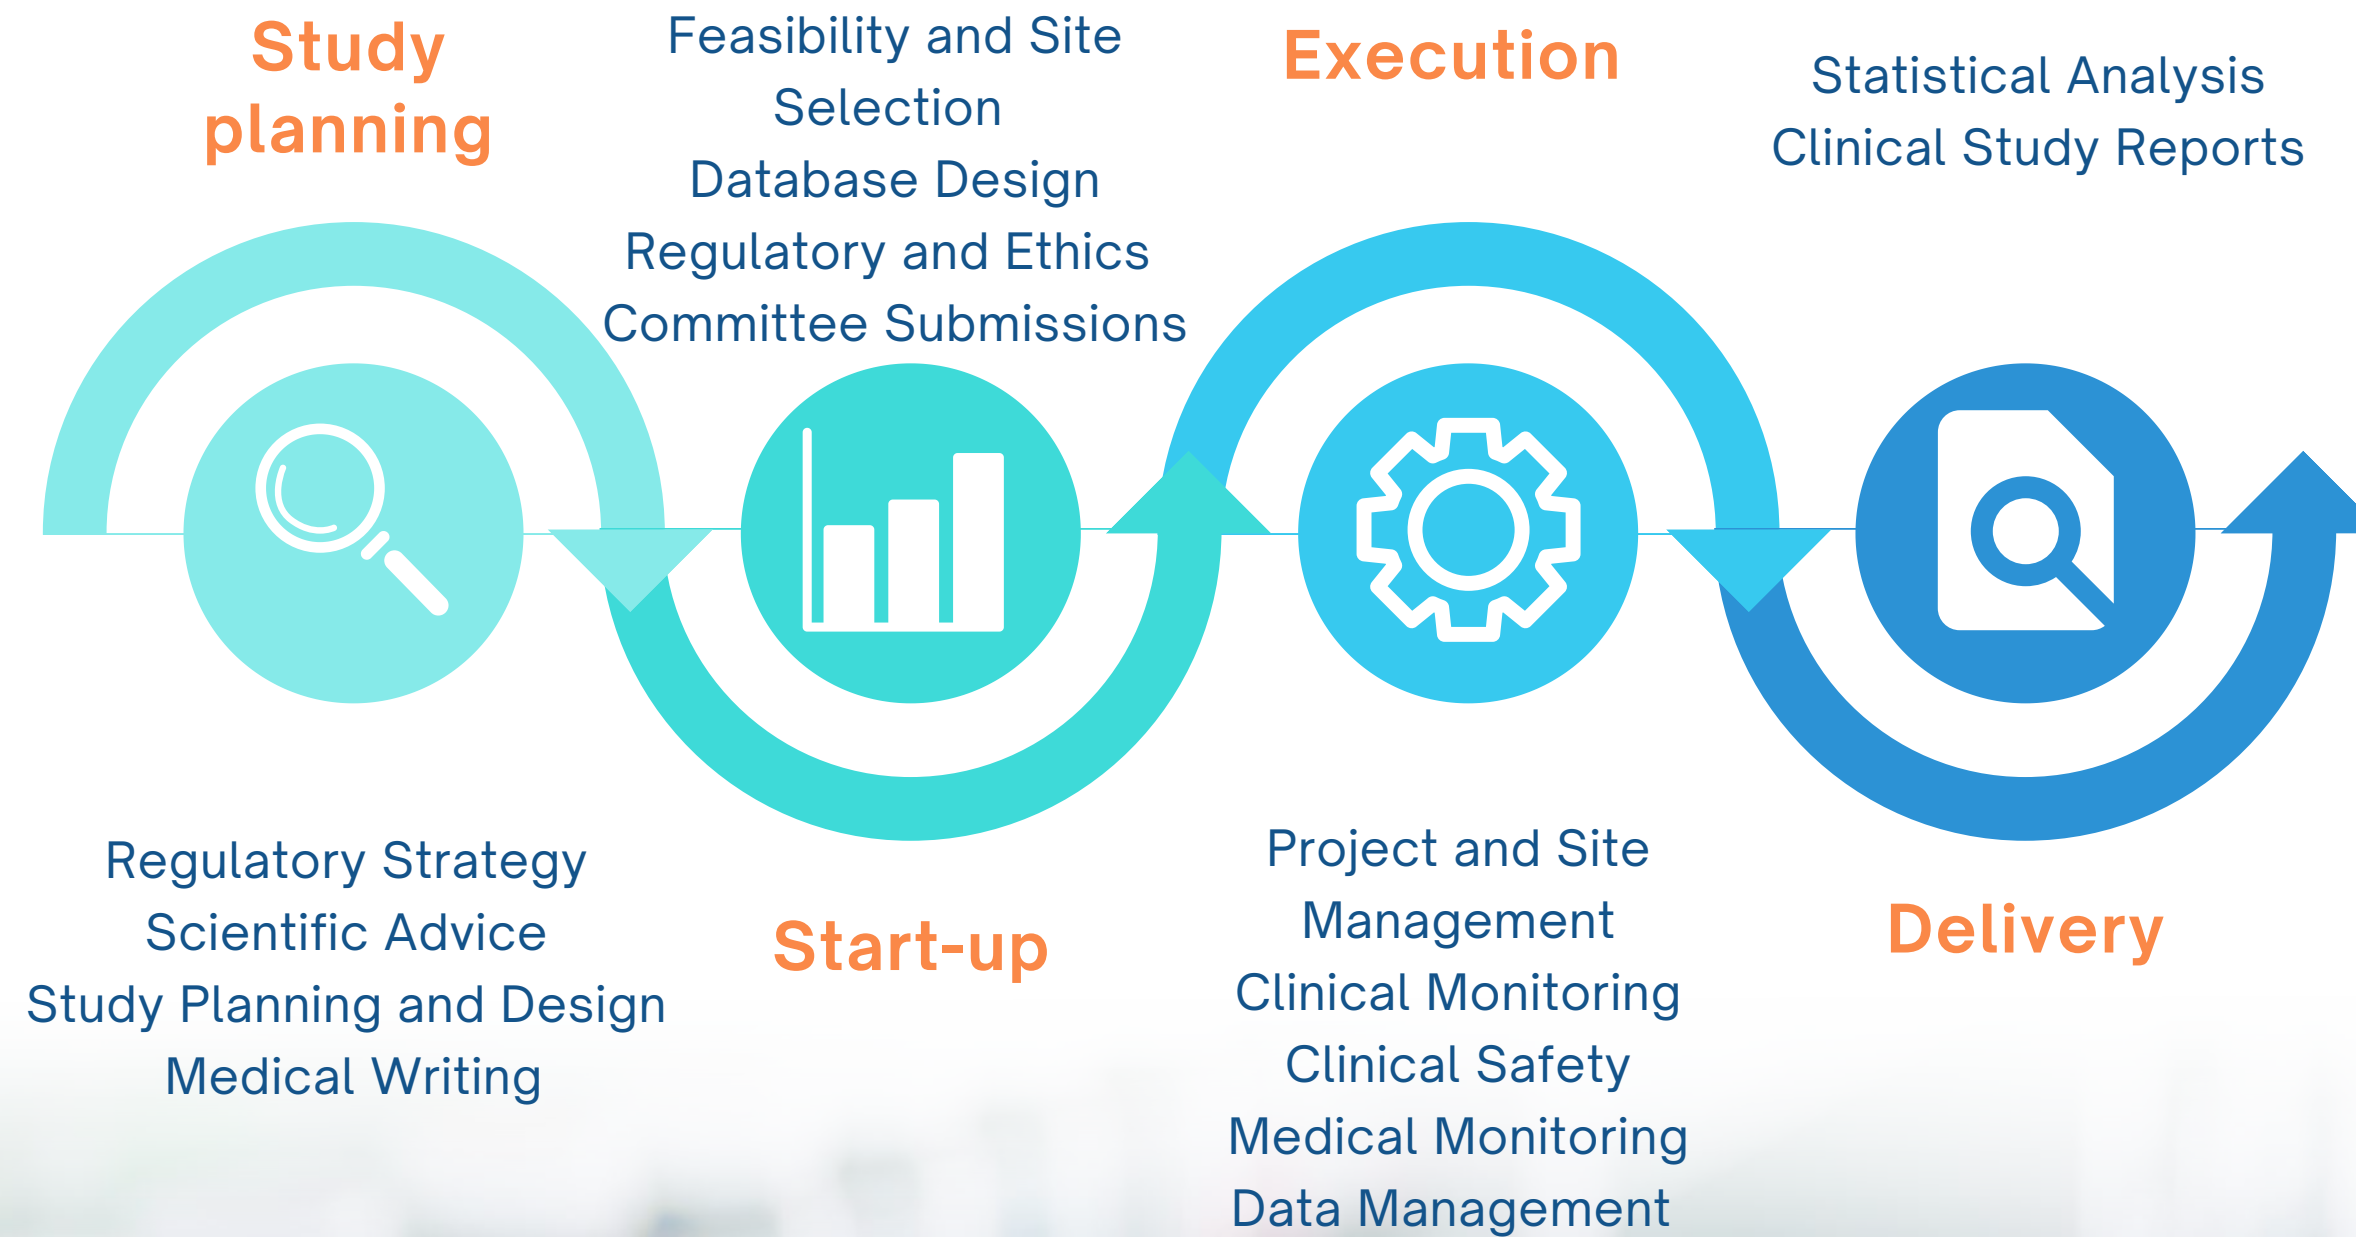 Study
planning
Regulatory Strategy
Scientific Advice
Study Planning and Design
Medical Writing
Feasibility and Site
Selection
Database Design
Regulatory and Ethics
Committee Submissions
Start-up
Execution
Project and Site
Management
Clinical Monitoring
Clinical Safety
Medical Monitoring
Data Management
Statistical Analysis
Clinical Study Reports
Delivery